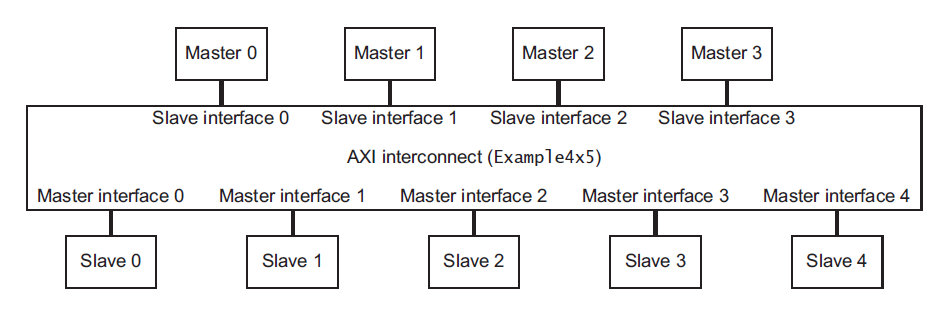 Master 0 Master 1 Master 2 Master 3
Slave interface 0 Slave interface 1 Slave interface 2 Slave interface 3
AXI interconnect (Example4x5)
Master interface 0 Master interface 1 Master interface 2 Master interface 3 Master interface 4
Slave 0 Slave 1 Slave 2 Slave 3 Slave 4